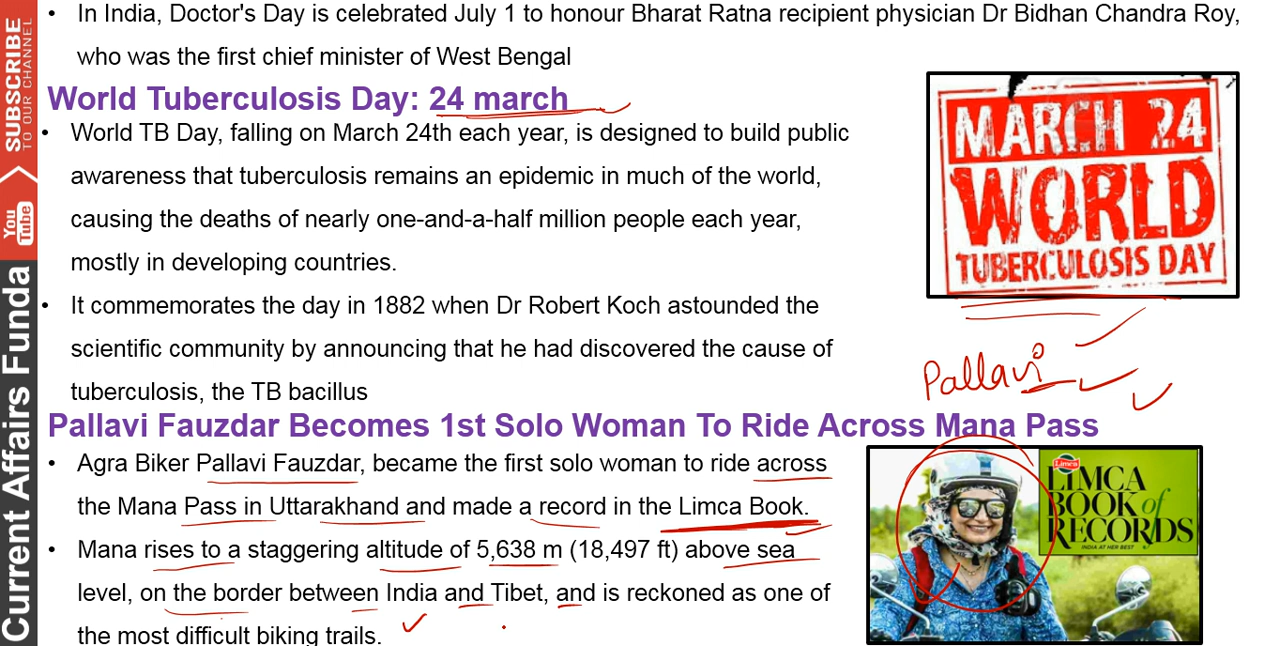 • In India, Doctor's Day is celebrated July 1 to honour Bharat Ratna recipient physician Dr Bidhan Chandra Roy,
who was the first chief minister of West Bengal
World Tuberculosis Day: 24 march
• World TB Day, falling on March 24th each year, is designed to build public
awareness that tuberculosis remains an epidemic in much of the world,
causing the deaths of nearly one-and-a-half million people each year,
mostly in developing countries.
• It commemorates the day in 1882 when Dr Robert Koch astounded the
scientific community by announcing that he had discovered the cause of
tuberculosis, the TB bacillus
MARCH 24
WORLD
TUBERCULOSIS DAY
Pallavi
Pallavi Fauzdar Becomes 1st Solo Woman To Ride Across Mana Pass
• Agra Biker Pallavi Fauzdar, became the first solo woman to ride across
the Mana Pass in Uttarakhand and made a record in the Limca Book.
• Mana rises to a staggering altitude of 5,638 m (18,497 ft) above sea
level, on the border between India and Tibet, and is reckoned as one of
the most difficult biking trails.
Limca
LIMCA
BOOK of
RECORDS
INDIA AT HER BEST
SUBSCRIBE
TO OUR CHANNEL
You
Tube
Current Affairs Funda